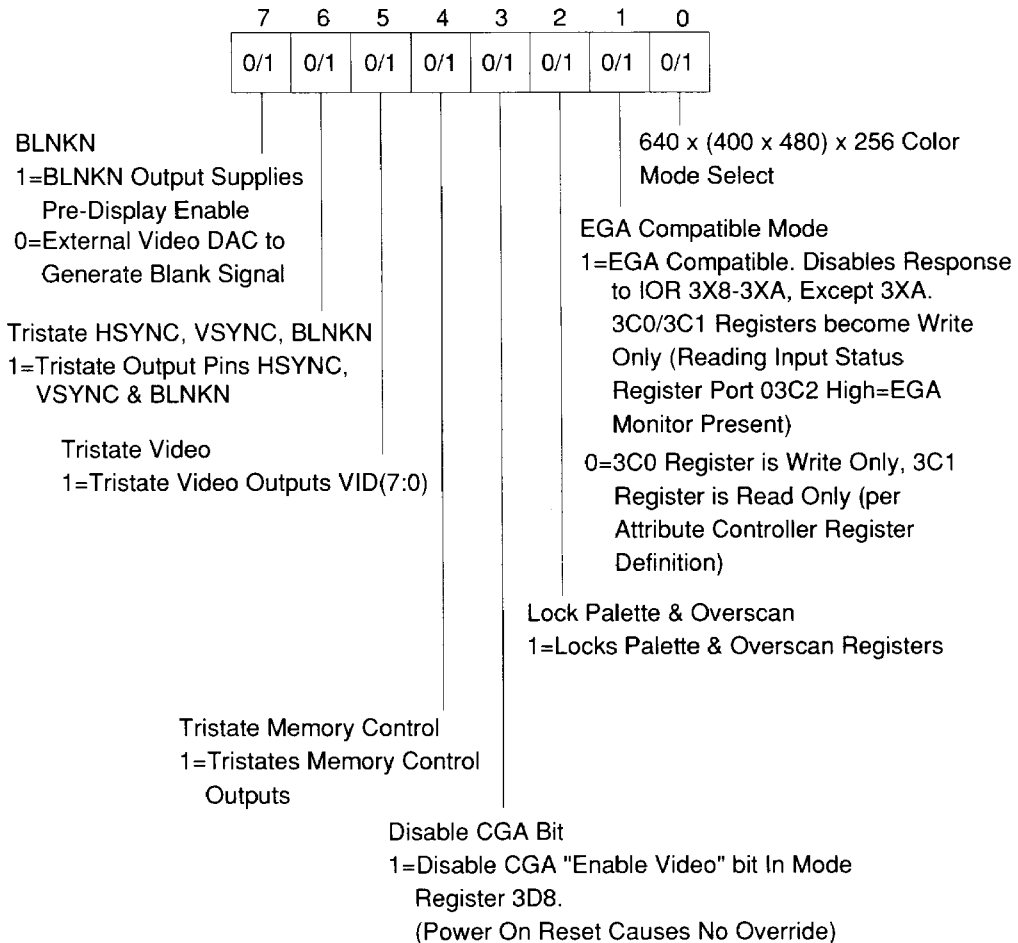 7 6 5 4 3 2 1 0
0/1 0/1 0/1 0/1 0/1 0/1 0/1 0/1
BLNKN
1=BLNKN Output Supplies
Pre-Display Enable
0=External Video DAC to
Generate Blank Signal
Tristate HSYNC, VSYNC, BLNKN
1=Tristate Output Pins HSYNC,
VSYNC & BLNKN
Tristate Video
1=Tristate Video Outputs VID(7:0)
640 x (400 x 480) x 256 Color
Mode Select
EGA Compatible Mode
1=EGA Compatible. Disables Response
to IOR 3X8-3XA, Except 3XA.
3C0/3C1 Registers become Write
Only (Reading Input Status
Register Port 03C2 High=EGA
Monitor Present)
0=3C0 Register is Write Only, 3C1
Register is Read Only (per
Attribute Controller Register
Definition)
Lock Palette & Overscan
1=Locks Palette & Overscan Registers
Tristate Memory Control
1=Tristates Memory Control
Outputs
Disable CGA Bit
1=Disable CGA "Enable Video" bit In Mode
Register 3D8.
(Power On Reset Causes No Override)